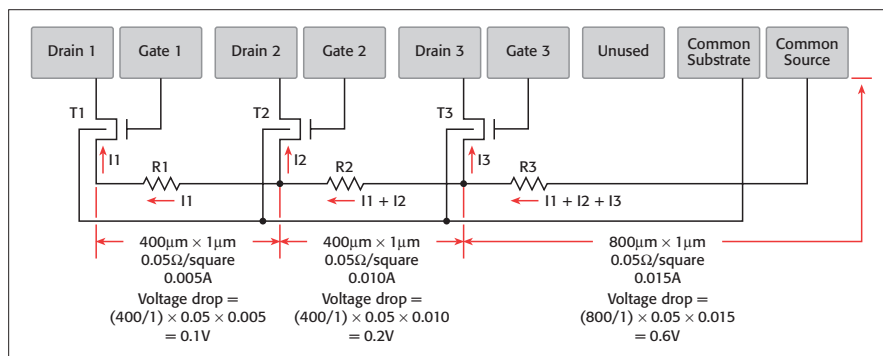 Drain 1
Gate 1
Drain 2
Gate 2
Drain 3
Gate 3
Unused
Common
Substrate
Common
Source
T1
T2
T3
I1
R1
I2
R2
I3
R3
I1
I1 + I2
I1 + I2 + I3
400μm × 1μm
0.05Ω/square
0.005A
Voltage drop =
(400/1) × 0.05 × 0.005
= 0.1V
400μm × 1μm
0.05Ω/square
0.010A
Voltage drop =
(400/1) × 0.05 × 0.010
= 0.2V
800μm × 1μm
0.05Ω/square
0.015A
Voltage drop =
(800/1) × 0.05 × 0.015
= 0.6V